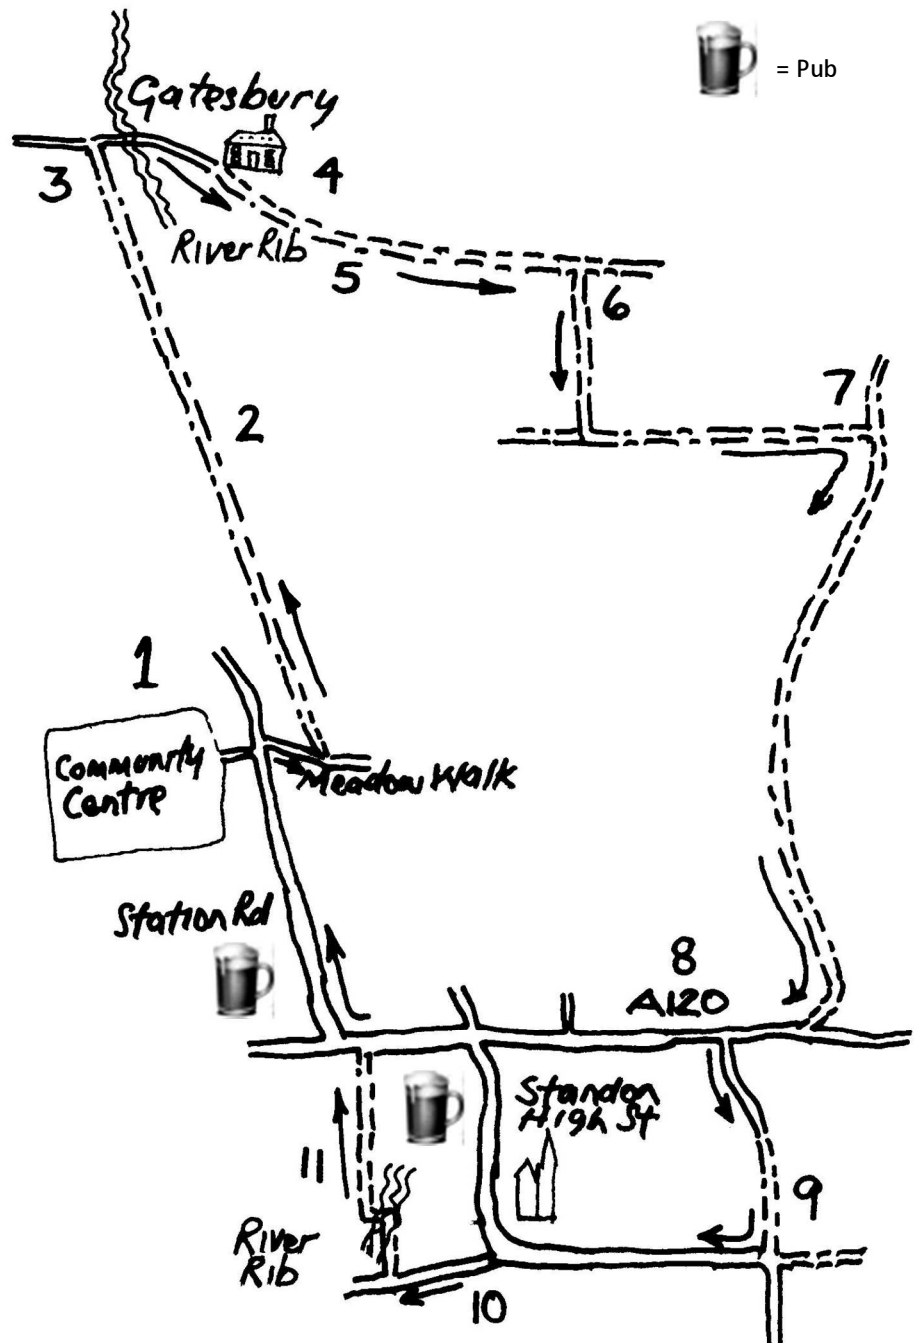 = Pub
Gatesbury
3
4
River Rib
5
6
7
2
1
Community
Centre
Meadow Walk
Station Rd
8
A120
Standon
High St
11
9
River
Rib
10